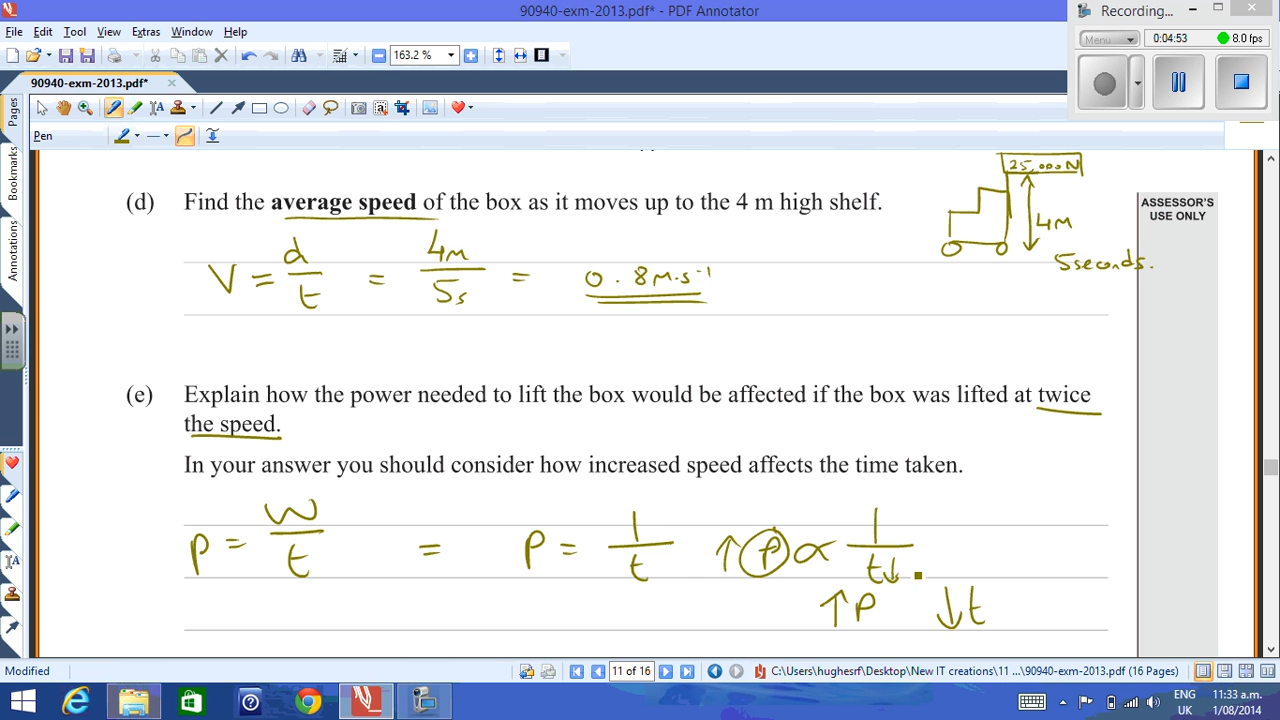 90940-exm-2013.pdf* - PDF Annotator
Recording...
File Edit Tool View Extras Window Help
Menu 0:04:53 8.0 fps
163.2 %
90940-exm-2013.pdf*
Pen
Pages
Bookmarks
Annotations
25,000N
(d) Find the average speed of the box as it moves up to the 4 m high shelf.
ASSESSOR'S
USE ONLY
4M
5seconds.
V = d/t = 4m/5s = 0.8m.s⁻¹
(e) Explain how the power needed to lift the box would be affected if the box was lifted at twice
the speed.
In your answer you should consider how increased speed affects the time taken.
P = W/t = P = 1/t ↑P ∝ 1/t↓
↑P ↓t
Modified 11 of 16 C:\Users\hughesrf\Desktop\New IT creations\11 ...\90940-exm-2013.pdf (16 Pages)
ENG 11:33 a.m.
UK 1/08/2014